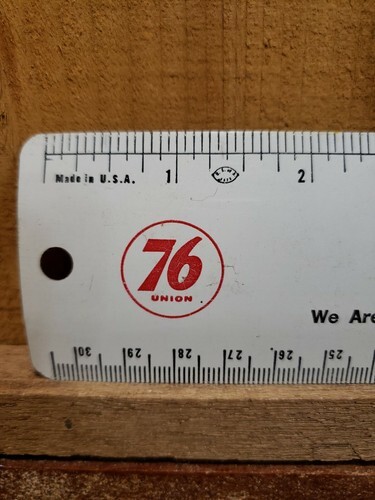 Made in U.S.A. 1 2
76
UNION
We Are
30 29 28 27 26 25